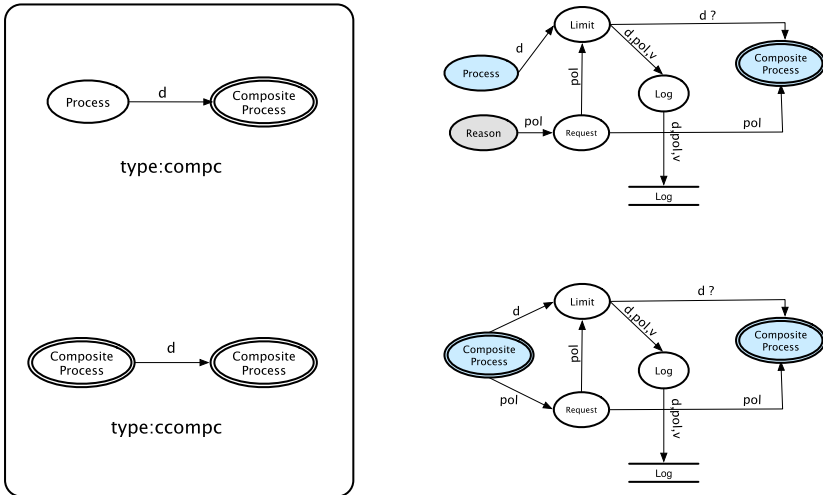 Process
d
Composite
Process
type:compc
Composite
Process
d
Composite
Process
type:ccompc
Limit
d ?
d
d,pol,v
Process
Composite
Process
pol
Log
Reason
pol
Request
pol
d,pol,v
Log
Limit
d ?
d
d,pol,v
Composite
Process
Composite
Process
pol
Log
pol
Request
pol
d,pol,v
Log